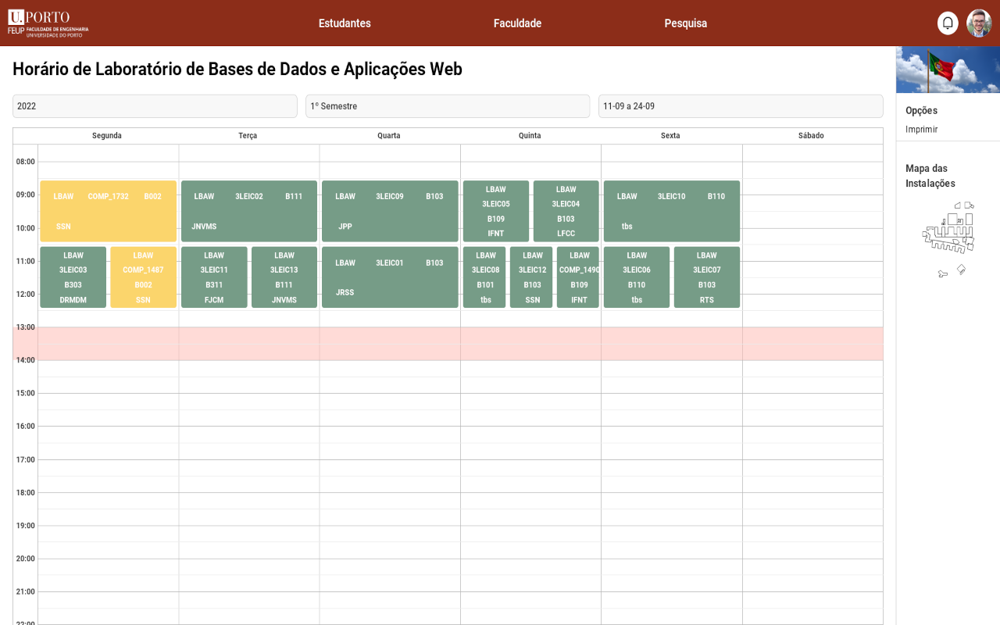 U.PORTO
FEUP FACULDADE DE ENGENHARIA
UNIVERSIDADE DO PORTO
Estudantes
Faculdade
Pesquisa
Horário de Laboratório de Bases de Dados e Aplicações Web
2022
1º Semestre
11-09 a 24-09
Segunda
Terça
Quarta
Quinta
Sexta
Sábado
08:00
09:00
10:00
11:00
12:00
13:00
14:00
15:00
16:00
17:00
18:00
19:00
20:00
21:00
22:00
LBAW COMP_1732 B002
SSN
LBAW
3LEIC03
B303
DRMDM
LBAW
COMP_1487
B002
SSN
LBAW 3LEIC02 B111
JNVMS
LBAW
3LEIC11
B311
FJCM
LBAW
3LEIC13
B111
JNVMS
LBAW 3LEIC09 B103
JPP
LBAW 3LEIC01 B103
JRSS
LBAW
3LEIC05
B109
IFNT
LBAW
3LEIC04
B103
LFCC
LBAW
3LEIC08
B101
tbs
LBAW
3LEIC12
B103
SSN
LBAW
COMP_1490
B109
IFNT
LBAW 3LEIC10 B110
tbs
LBAW
3LEIC06
B110
tbs
LBAW
3LEIC07
B103
RTS
Opções
Imprimir
Mapa das
Instalações